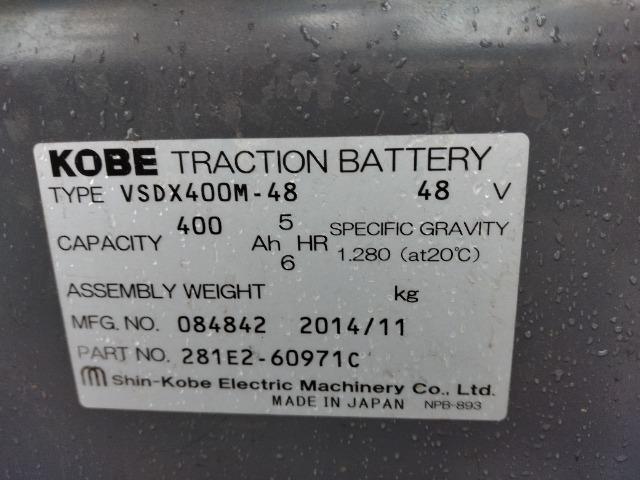 KOBE TRACTION BATTERY
TYPE VSDX400M-48 48 V
CAPACITY 400 Ah 5 HR SPECIFIC GRAVITY
6 1.280 (at20℃)
ASSEMBLY WEIGHT kg
MFG. NO. 084842 2014/11
PART NO. 281E2-60971C
Shin-Kobe Electric Machinery Co., Ltd.
MADE IN JAPAN NPB-893